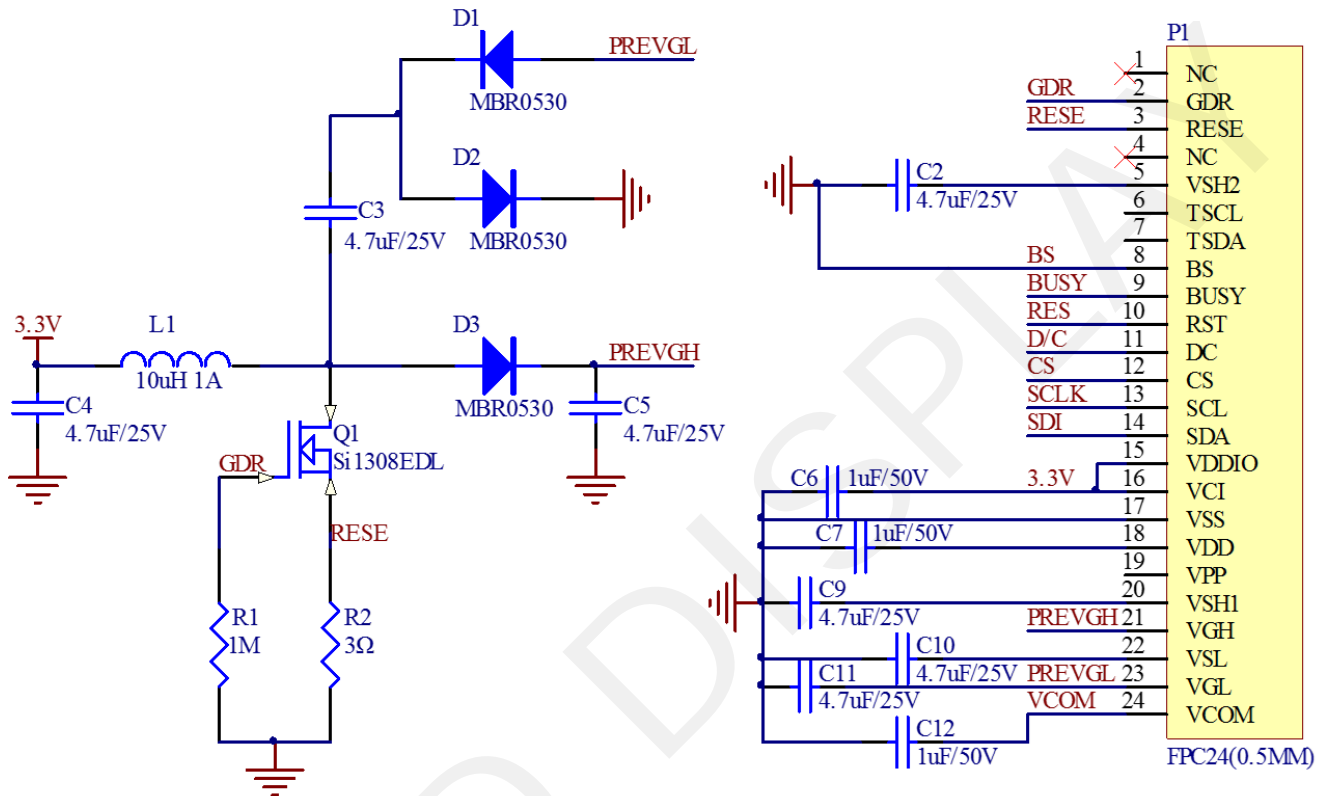 D1
PREVGL
MBR0530
D2
MBR0530
C3
4.7uF/25V
3.3V
L1
10uH 1A
D3
PREVGH
MBR0530
C4
4.7uF/25V
C5
4.7uF/25V
Q1
Si1308EDL
GDR
RESE
R1
1M
R2
3Ω
P1
1 NC
GDR 2 GDR
RESE 3 RESE
4 NC
C2
4.7uF/25V
5 VSH2
6 TSCL
7 TSDA
BS 8 BS
BUSY 9 BUSY
RES 10 RST
D/C 11 DC
CS 12 CS
SCLK 13 SCL
SDI 14 SDA
15 VDDIO
C6 1uF/50V 3.3V 16 VCI
17 VSS
C7 1uF/50V 18 VDD
19 VPP
C9
4.7uF/25V
20 VSH1
PREVGH 21 VGH
C10
4.7uF/25V
22 VSL
C11
4.7uF/25V
PREVGL 23 VGL
VCOM 24 VCOM
C12
1uF/50V
FPC24(0.5MM)
D DISPLAY